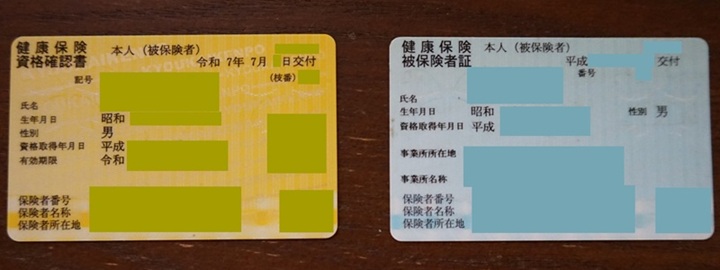 健康保険 本人（被保険者）
資格確認書 令和 7年 7月 日交付
記号 （枝番）
氏名
生年月日 昭和
性別 男
資格取得年月日 平成
有効期限 令和
保険者番号
保険者名称
保険者所在地
健康保険 本人（被保険者）
被保険者証 平成 交付
番号
氏名
生年月日 昭和 性別 男
資格取得年月日 平成
事業所所在地
事業所名称
保険者番号
保険者名称
保険者所在地